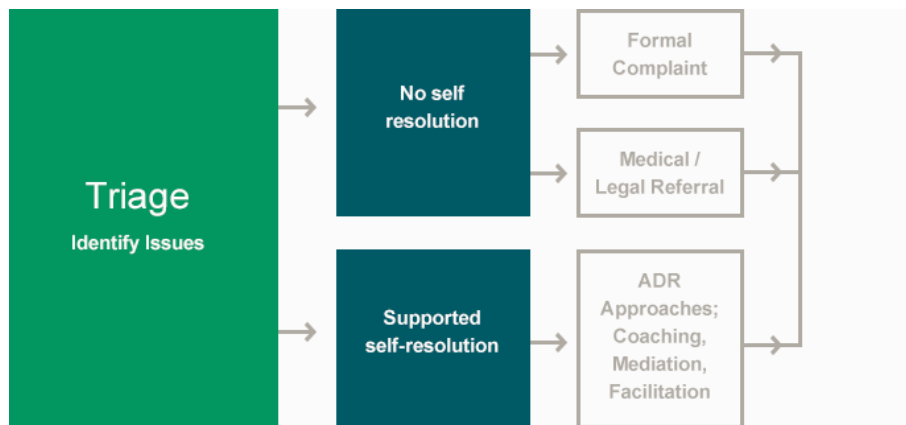 Triage
Identify Issues
No self
resolution
Formal
Complaint
Medical /
Legal Referral
Supported
self-resolution
ADR
Approaches;
Coaching,
Mediation,
Facilitation